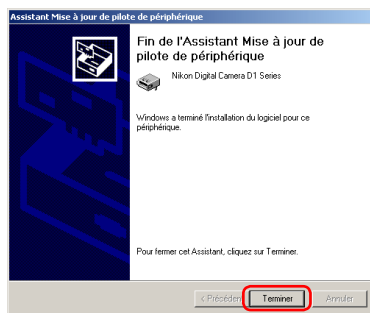 Assistant Mise à jour de pilote de périphérique
Fin de l'Assistant Mise à jour de
pilote de périphérique
Nikon Digital Camera D1 Series
Windows a terminé l'installation du logiciel pour ce
périphérique.
Pour fermer cet Assistant, cliquez sur Terminer.
< Précédent Terminer Annuler